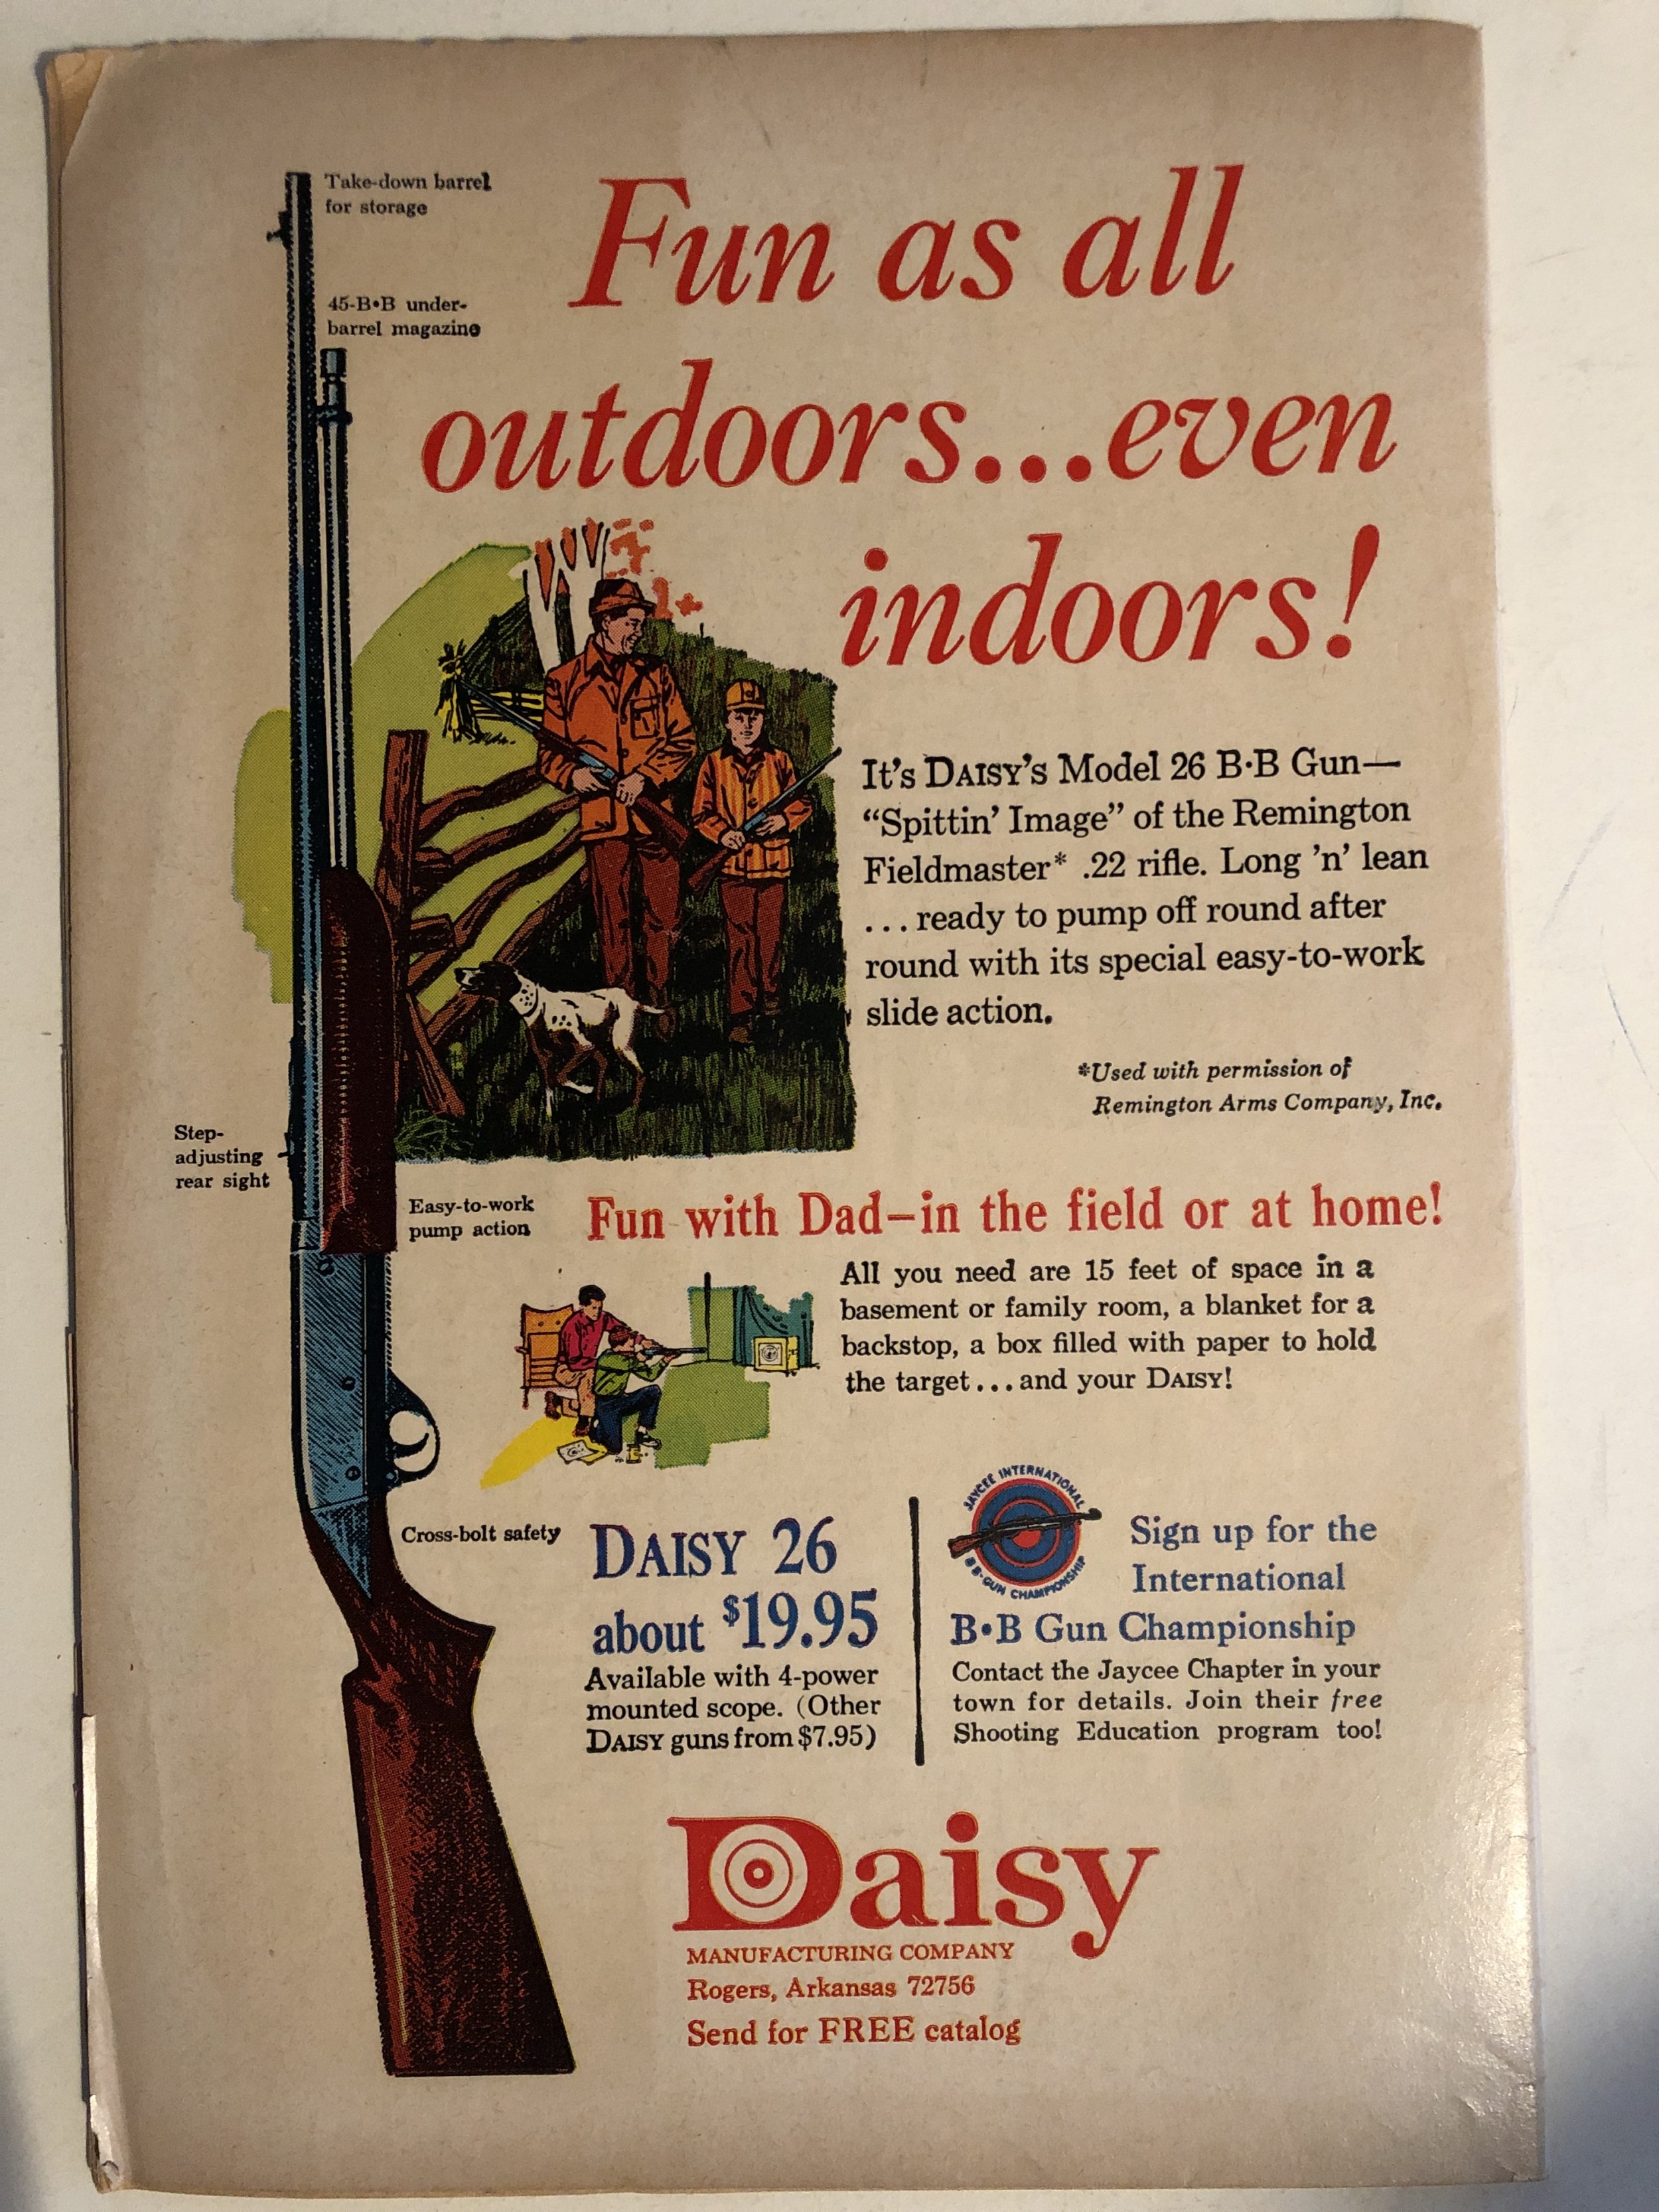 Take-down barrel
for storage
45-B•B under-
barrel magazine
Fun as all
outdoors...even
indoors!
It's DAISY'S Model 26 B·B Gun—
"Spittin' Image" of the Remington
Fieldmaster* .22 rifle. Long 'n' lean
...ready to pump off round after
round with its special easy-to-work
slide action.
*Used with permission of
Remington Arms Company, Inc.
Step-
adjusting
rear sight
Easy-to-work
pump action
Fun with Dad—in the field or at home!
All you need are 15 feet of space in a
basement or family room, a blanket for a
backstop, a box filled with paper to hold
the target...and your DAISY!
Cross-bolt safety
DAISY 26
about $19.95
Available with 4-power
mounted scope. (Other
DAISY guns from $7.95)
JAYCEE INTERNATIONAL
BB·GUN CHAMPIONSHIP
Sign up for the
International
B•B Gun Championship
Contact the Jaycee Chapter in your
town for details. Join their free
Shooting Education program too!
Daisy
MANUFACTURING COMPANY
Rogers, Arkansas 72756
Send for FREE catalog